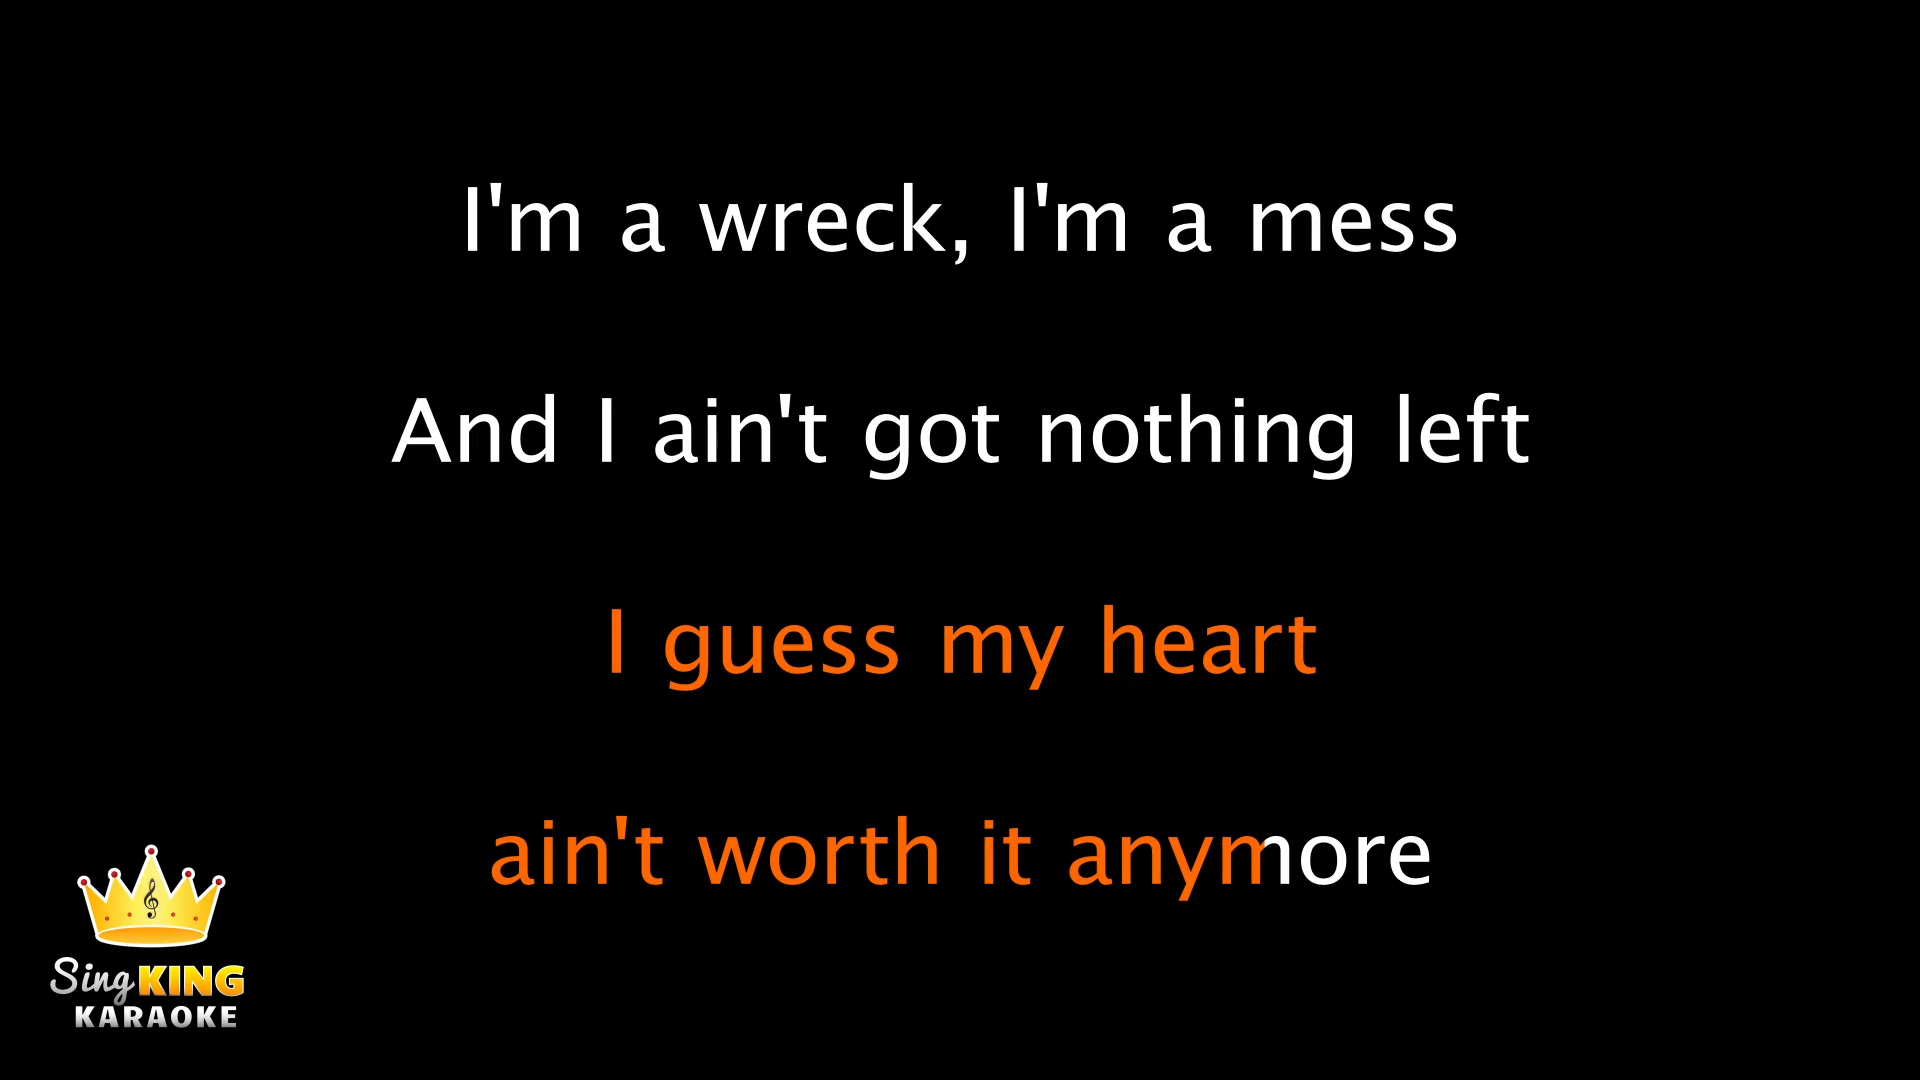 I'm a wreck, I'm a mess
And I ain't got nothing left
I guess my heart
ain't worth it anymore
Sing KING
KARAOKE